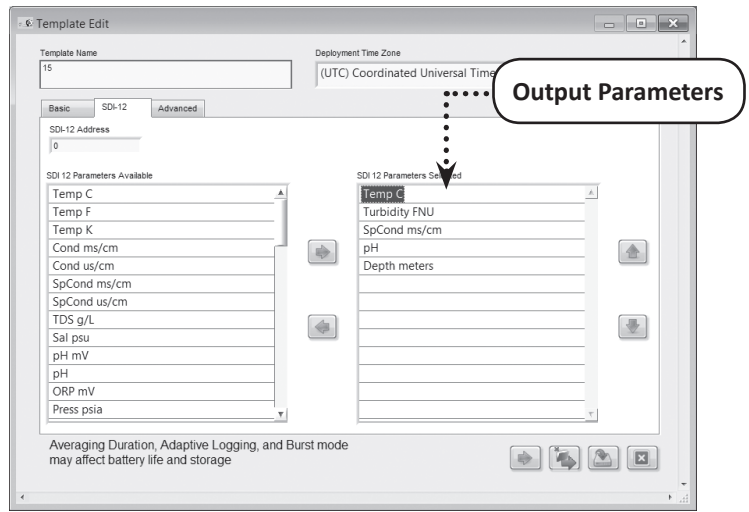 Template Edit
Template Name
Deployment Time Zone
15
(UTC) Coordinated Universal Time
Output Parameters
Basic
SDI-12
Advanced
SDI-12 Address
0
SDI 12 Parameters Available
SDI 12 Parameters Selected
Temp C
Temp F
Temp K
Cond ms/cm
Cond us/cm
SpCond ms/cm
SpCond us/cm
TDS g/L
Sal psu
pH mV
pH
ORP mV
Press psia
Temp C
Turbidity FNU
SpCond ms/cm
pH
Depth meters
Averaging Duration, Adaptive Logging, and Burst mode
may affect battery life and storage